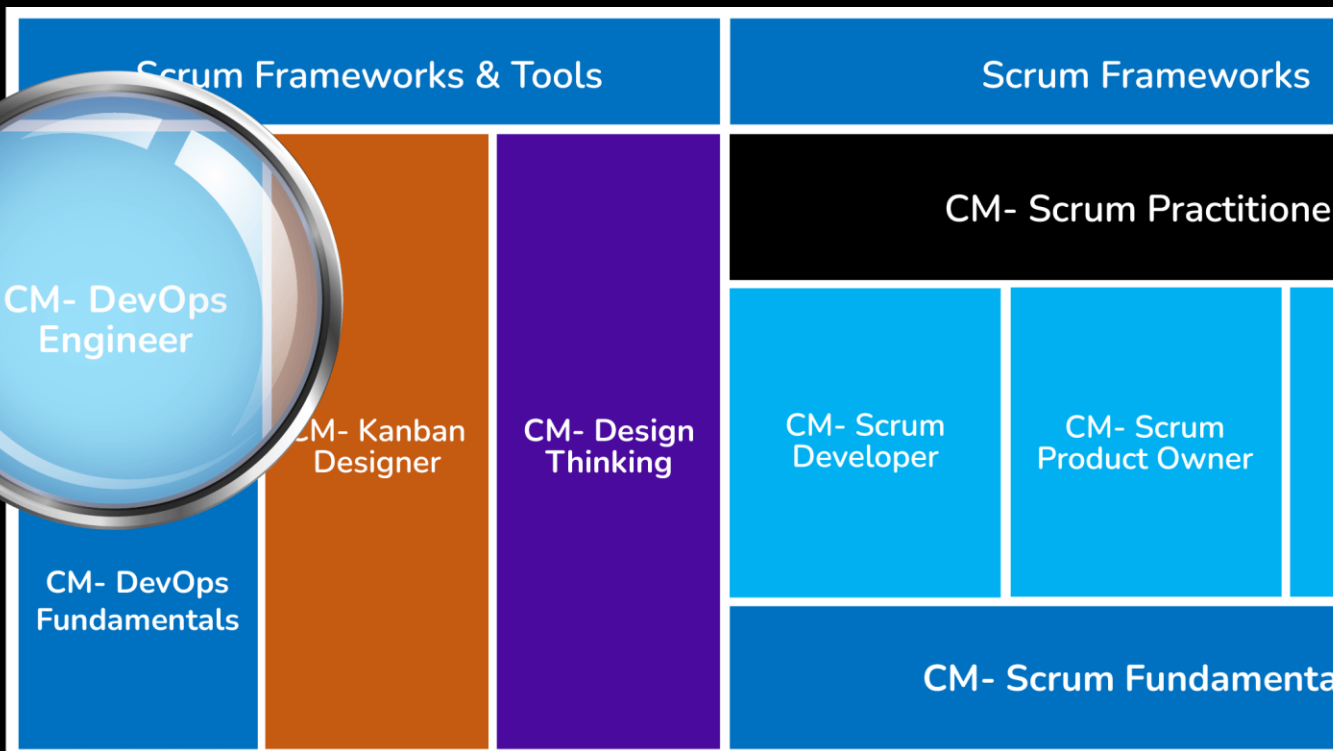 Scrum Frameworks & Tools
Scrum Frameworks
CM- DevOps
Engineer
CM- Kanban
Designer
CM- Design
Thinking
CM- DevOps
Fundamentals
CM- Scrum Practitione
CM- Scrum
Developer
CM- Scrum
Product Owner
CM- Scrum Fundamenta